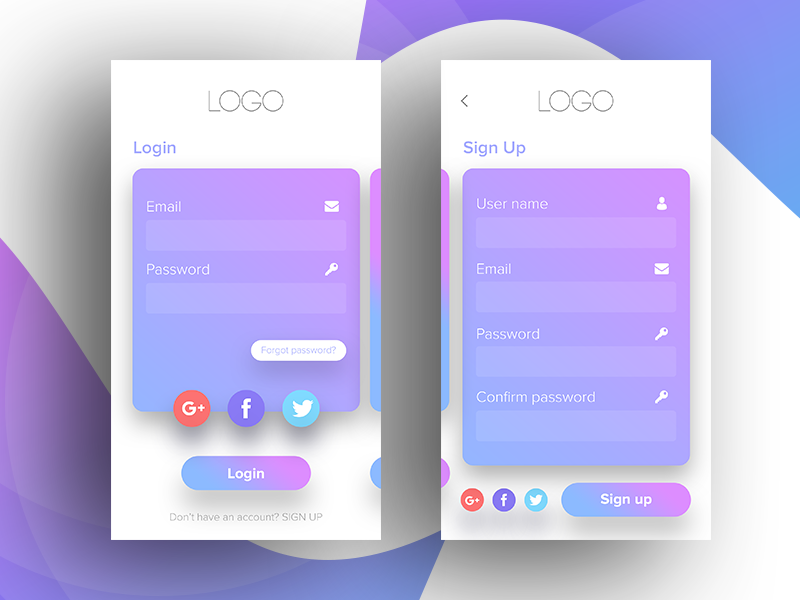 LOGO
Login
Email
Password
Forgot password?
G+
f
Login
Don't have an account? SIGN UP
LOGO
Sign Up
User name
Email
Password
Confirm password
G+
f
Sign up